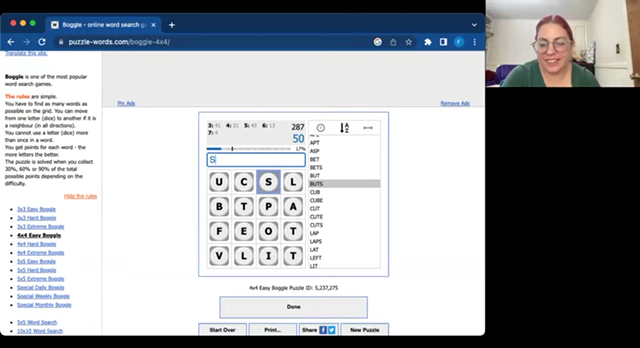 Boggle - online word search g
puzzle-words.com/boggle-4x4/
Translate this site.
Boggle is one of the most popular
word search games.
The rules are simple.
You have to find as many words as
possible on the grid. You can move
from one letter (dice) to another if it is
a neighbour (in all directions).
You cannot use a letter (dice) more
than once in a word.
You get points for each word - the
more letters the better.
The puzzle is solved when you collect
30%, 60% or 90% of the total
possible points depending on the
difficulty.
Hide the rules
3x3 Easy Boggle
3x3 Hard Boggle
3x3 Extreme Boggle
4x4 Easy Boggle
4x4 Hard Boggle
4x4 Extreme Boggle
5x5 Easy Boggle
5x5 Hard Boggle
5x5 Extreme Boggle
Special Daily Boggle
Special Weekly Boggle
Special Monthly Boggle
5x5 Word Search
10x10 Word Search
Pin Ads
Remove Ads
287
50
17%
S
U C S L
B T P A
F E O T
V L I T
APT
ASP
BET
BETS
BUT
BUTS
CUB
CUBE
CUT
CUTE
CUTS
LAP
LAPS
LAT
LEFT
LIT
4x4 Easy Boggle Puzzle ID: 5,237,275
Done
Start Over
Print...
Share
New Puzzle